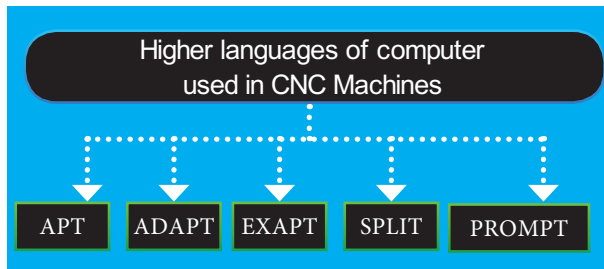 Higher languages of computer
used in CNC Machines
APT
ADAPT
EXAPT
SPLIT
PROMPT